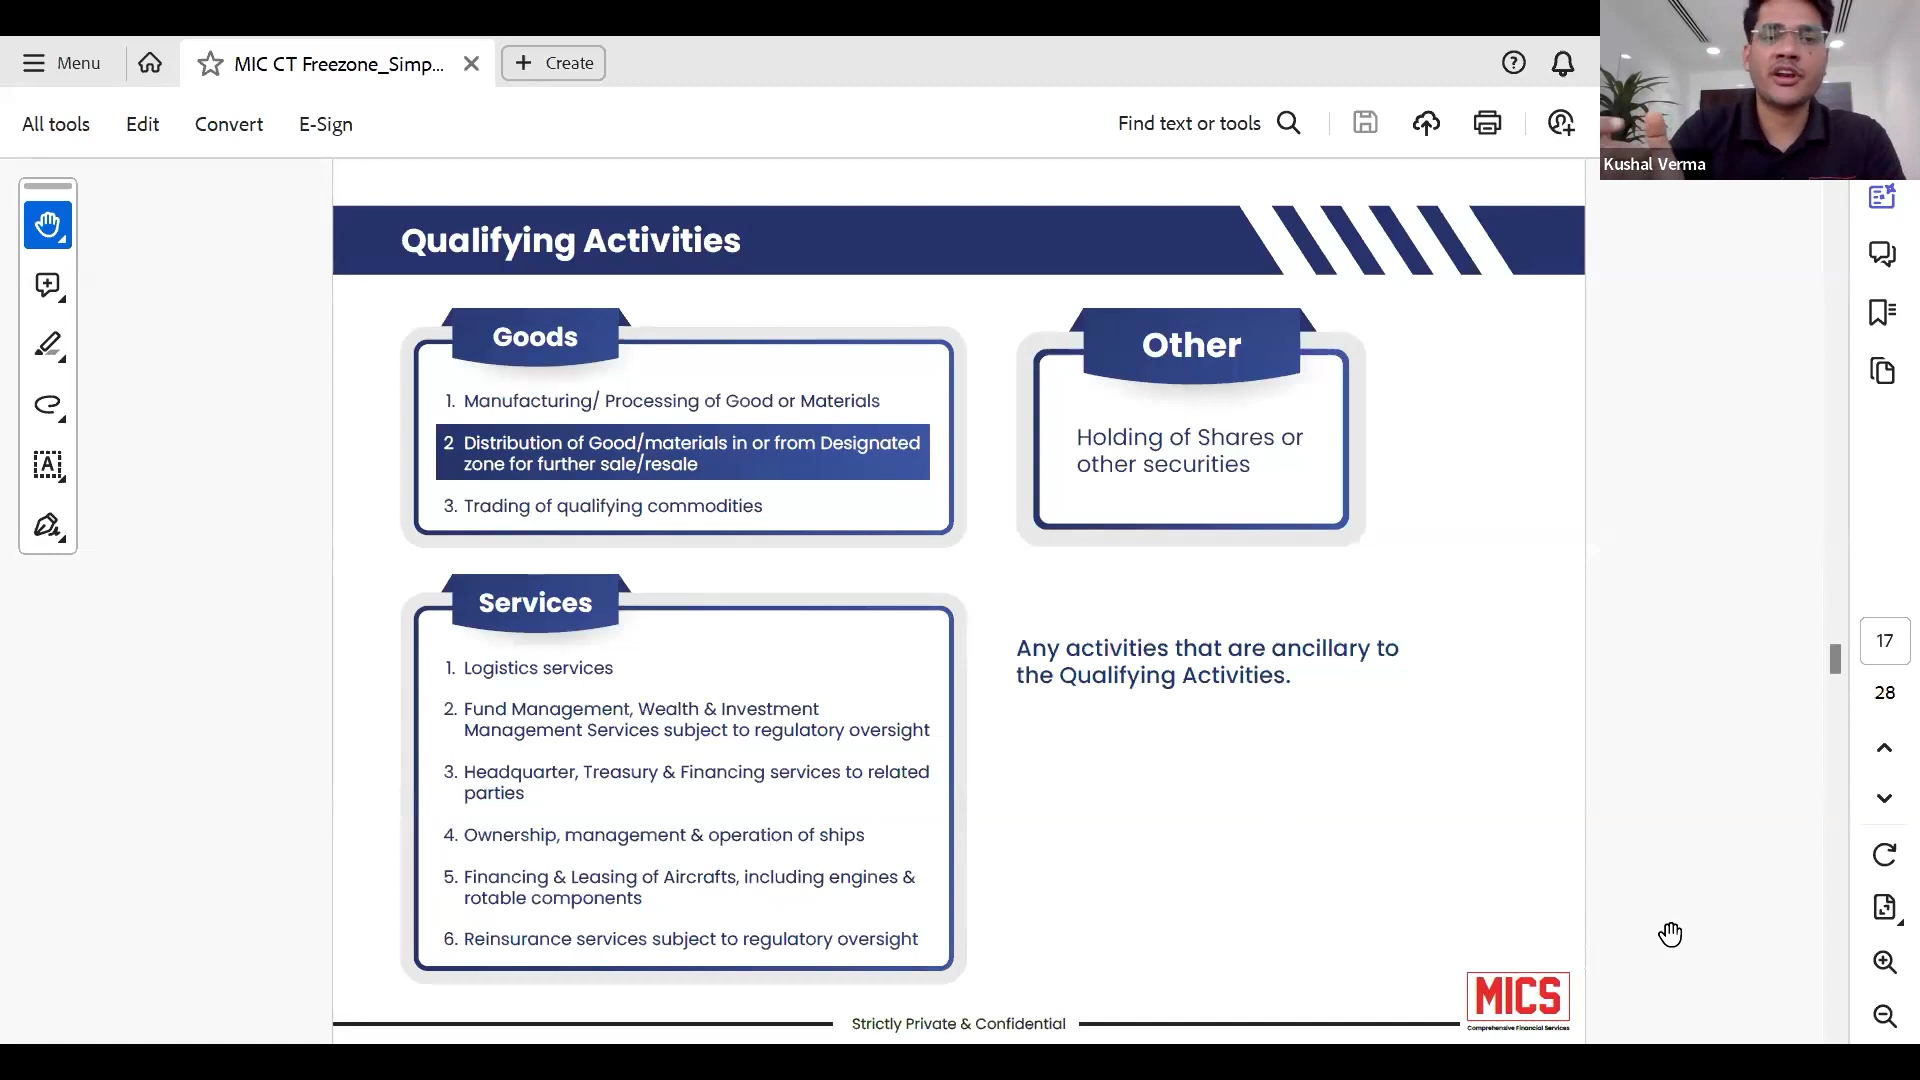 Menu
MIC CT Freezone_Simp...
Create
All tools
Edit
Convert
E-Sign
Find text or tools
Kushal Verma
Qualifying Activities
Goods
1. Manufacturing/ Processing of Good or Materials
2 Distribution of Good/materials in or from Designated
zone for further sale/resale
3. Trading of qualifying commodities
Other
Holding of Shares or
other securities
Services
1. Logistics services
2. Fund Management, Wealth & Investment
Management Services subject to regulatory oversight
3. Headquarter, Treasury & Financing services to related
parties
4. Ownership, management & operation of ships
5. Financing & Leasing of Aircrafts, including engines &
rotable components
6. Reinsurance services subject to regulatory oversight
Any activities that are ancillary to
the Qualifying Activities.
17
28
Strictly Private & Confidential
MICS
Comprehensive Financial Services